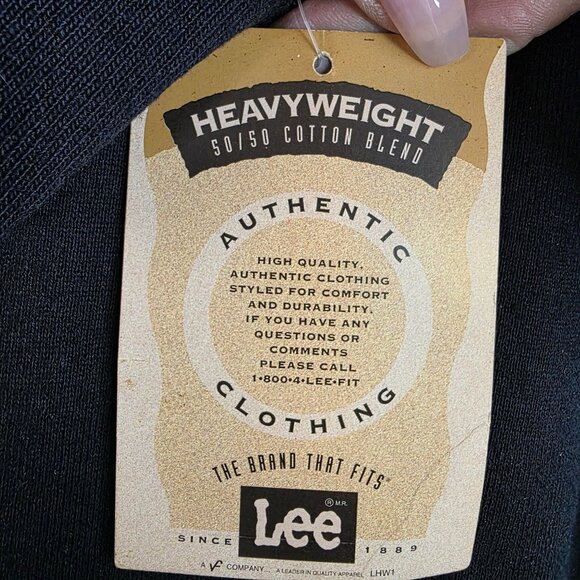 HEAVYWEIGHT
50/50 COTTON BLEND
AUTHENTIC
HIGH QUALITY,
AUTHENTIC CLOTHING
STYLED FOR COMFORT
AND DURABILITY.
IF YOU HAVE ANY
QUESTIONS OR
COMMENTS
PLEASE CALL
1•800•4•LEE•FIT
CLOTHING
THE BRAND THAT FITS®
Lee ® M.R.
SINCE 1889
A VF COMPANY... A LEADER IN QUALITY APPAREL LHW1